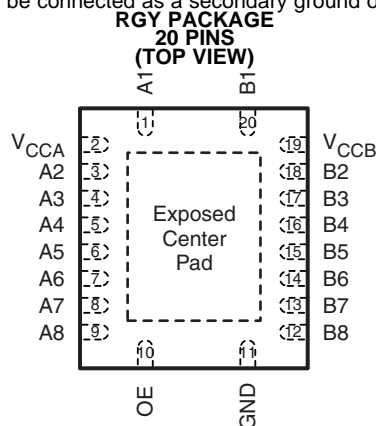 be connected as a secondary ground o
RGY PACKAGE
20 PINS
(TOP VIEW)
A1 B1
1 20
VCCA 2 19 VCCB
A2 3 18 B2
A3 4 17 B3
A4 5 16 B4
A5 6 15 B5
A6 7 14 B6
A7 8 13 B7
A8 9 12 B8
Exposed
Center
Pad
10 11
OE GND